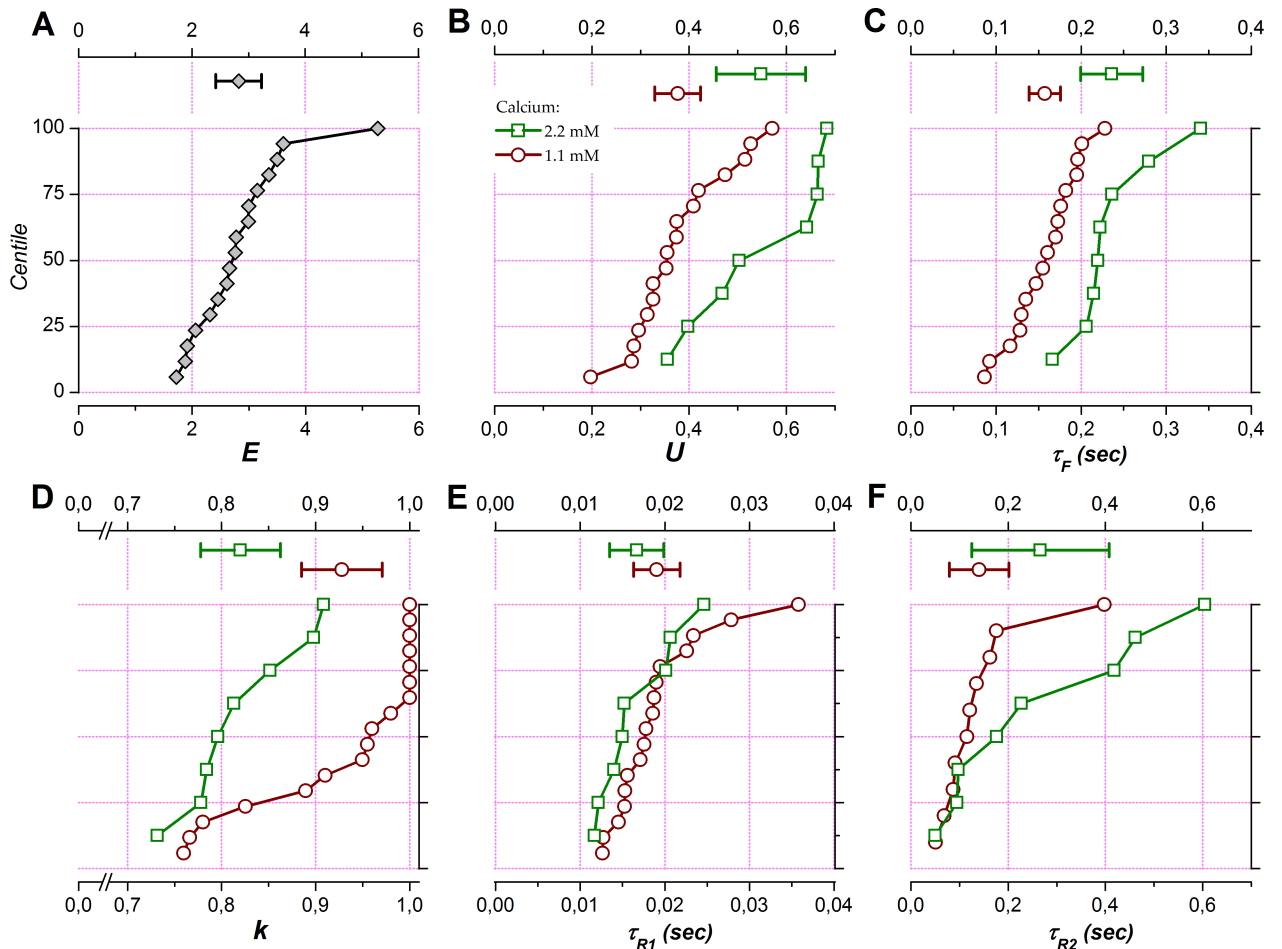 A
0 2 4 6
B
0,0 0,2 0,4 0,6
C
0,0 0,1 0,2 0,3 0,4
Calcium:
2.2 mM
1.1 mM
100
75
50
25
0
Centile
0 2 4 6
0,0 0,2 0,4 0,6
0,0 0,1 0,2 0,3 0,4
E
U
τF (sec)
D
0,0 0,7 0,8 0,9 1,0
E
0,00 0,01 0,02 0,03 0,04
F
0,0 0,2 0,4 0,6
0,0 0,7 0,8 0,9 1,0
0,00 0,01 0,02 0,03 0,04
0,0 0,2 0,4 0,6
k
τR1 (sec)
τR2 (sec)